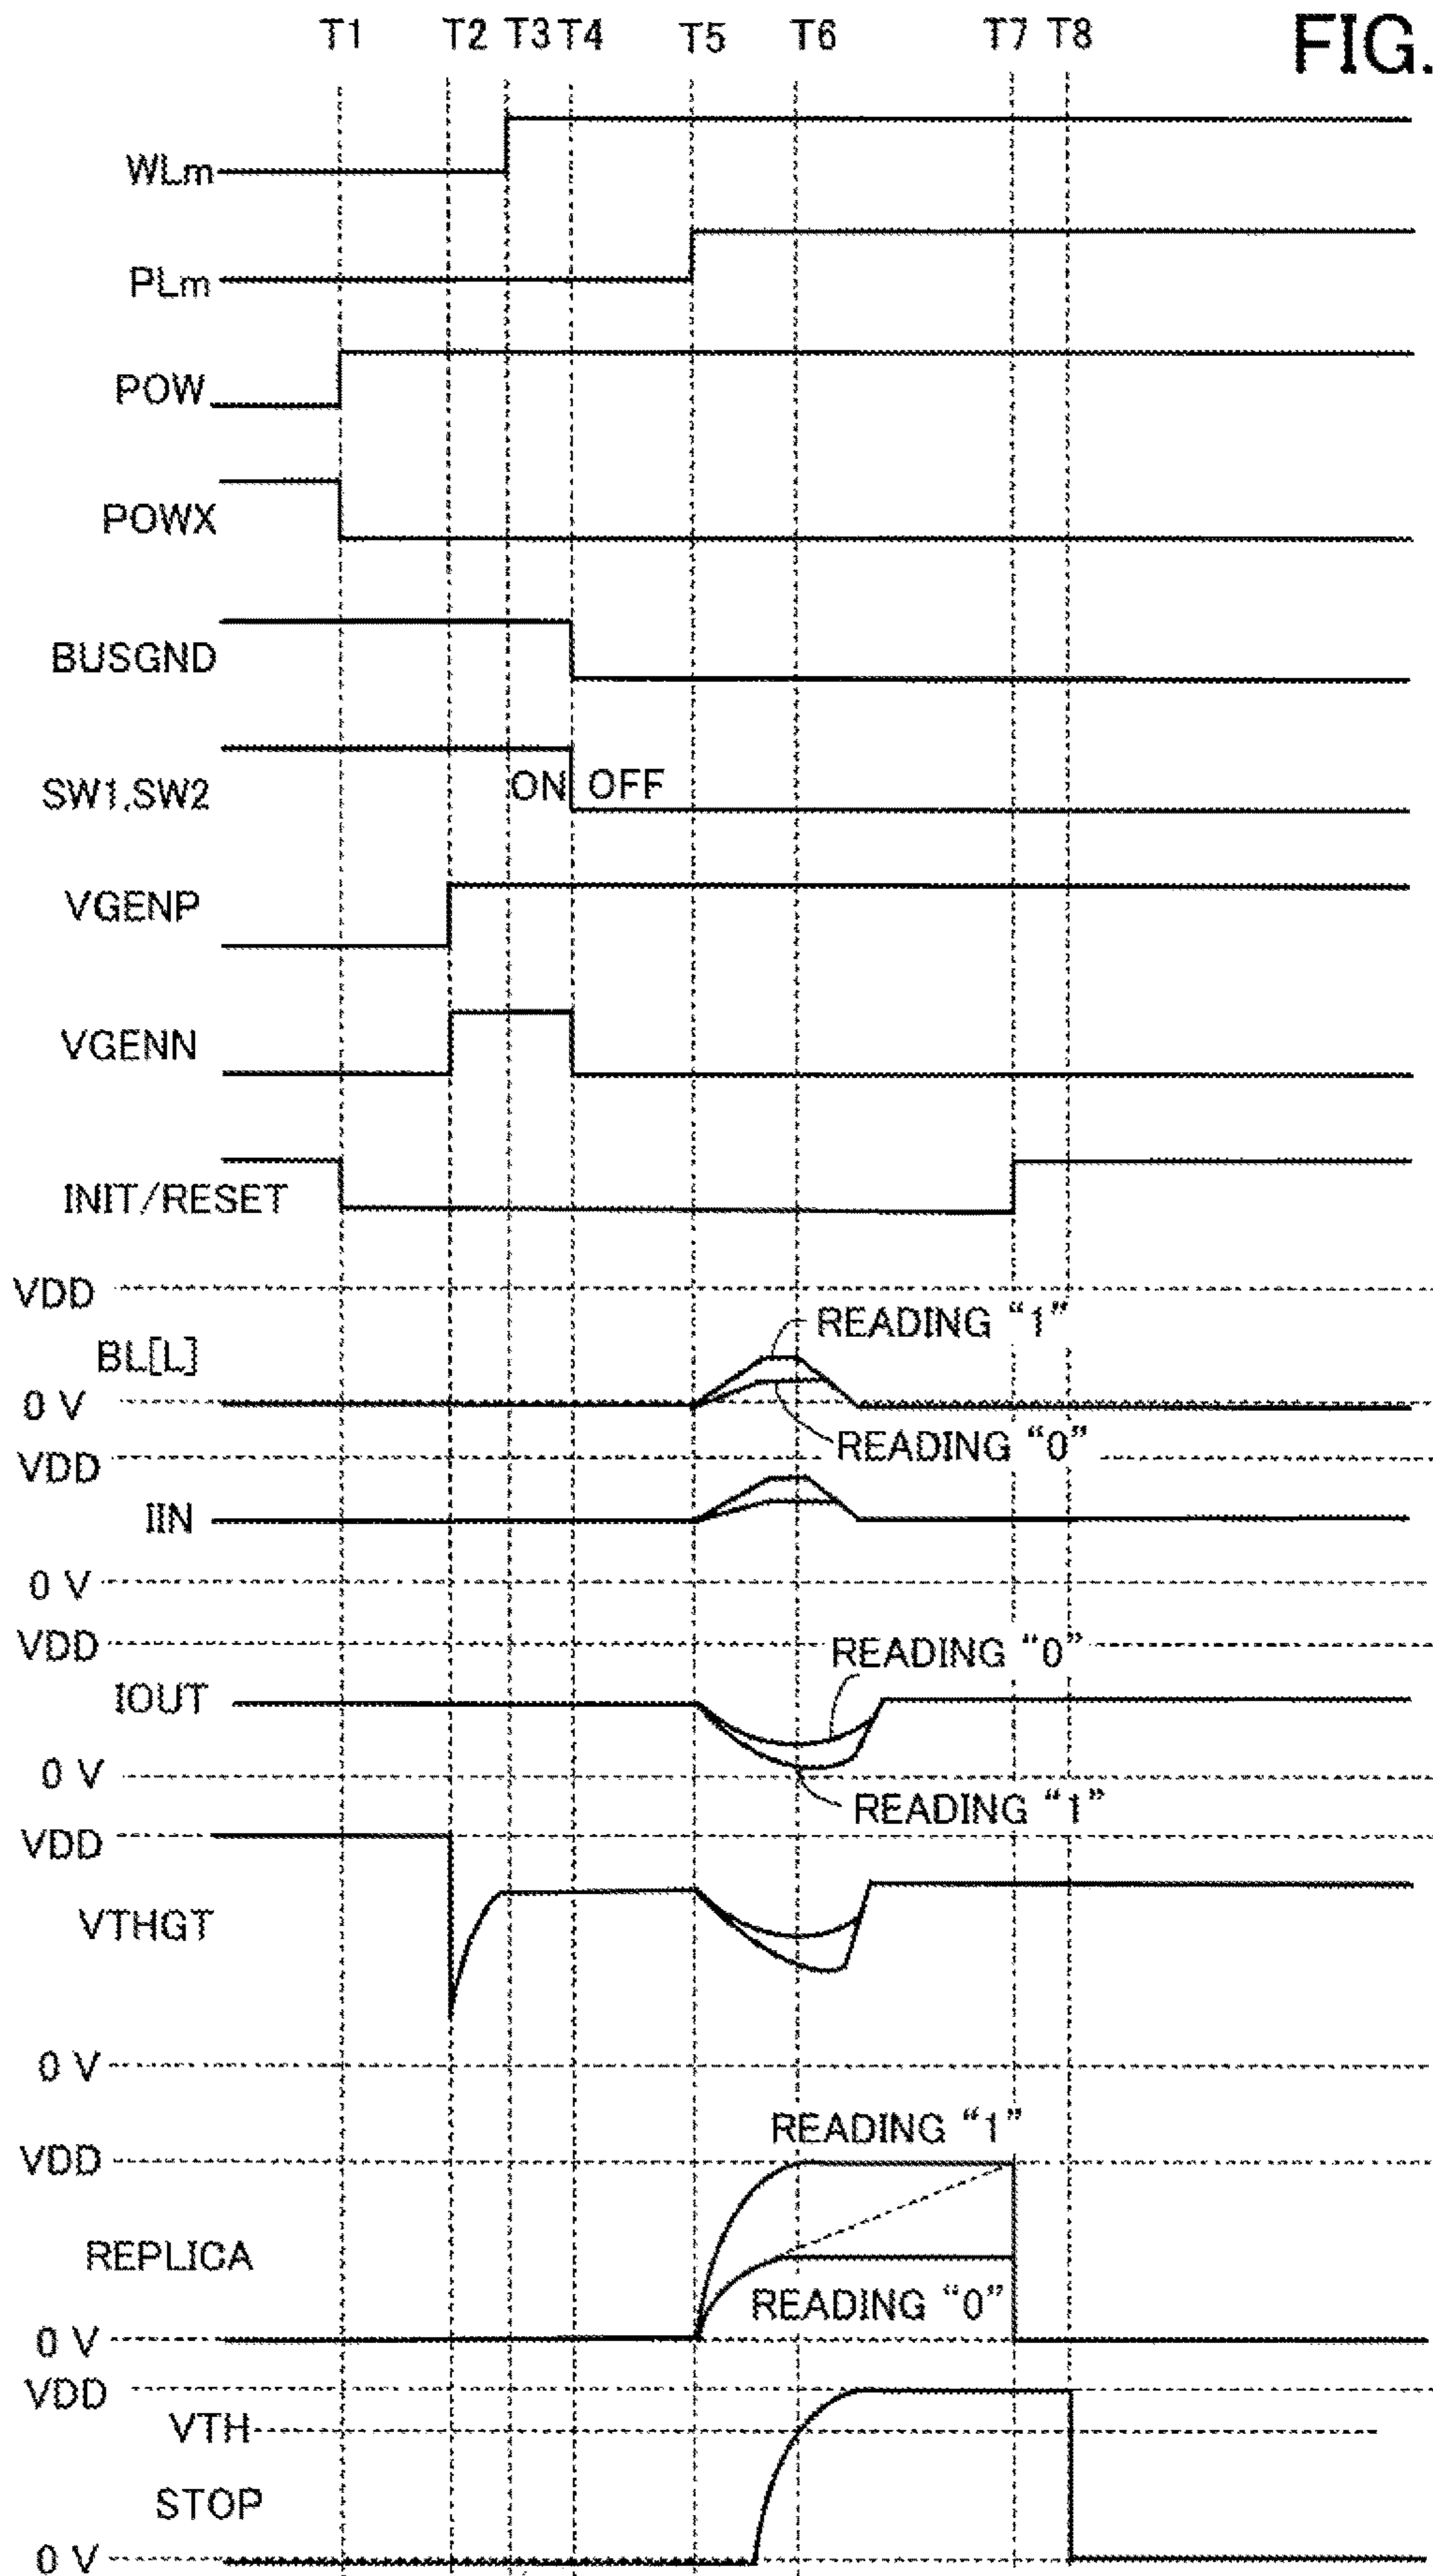 T1 T2 T3 T4 T5 T6 T7 T8 FIG.
WLm
PLm
POW
POWX
BUSGND
SW1,SW2 ON OFF
VGENP
VGENN
INIT/RESET
VDD
READING “1”
BL[L]
0 V
READING “0”
VDD
IIN
0 V
VDD
READING “0”
IOUT
0 V
READING “1”
VDD
VTHGT
0 V
READING “1”
VDD
REPLICA
READING “0”
0 V
VDD
VTH
STOP
0 V